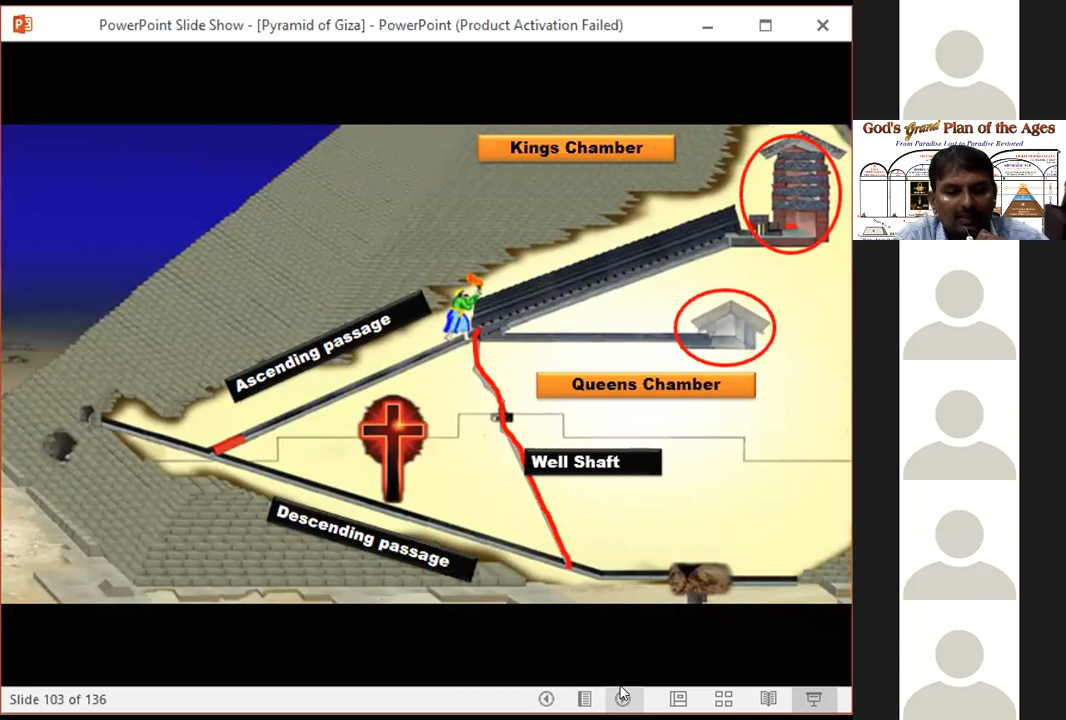 PowerPoint Slide Show - [Pyramid of Giza] - PowerPoint (Product Activation Failed)
God's Grand Plan of the Ages
From Paradise Lost to Paradise Restored
Kings Chamber
Ascending passage
Queens Chamber
Well Shaft
Descending passage
Slide 103 of 136